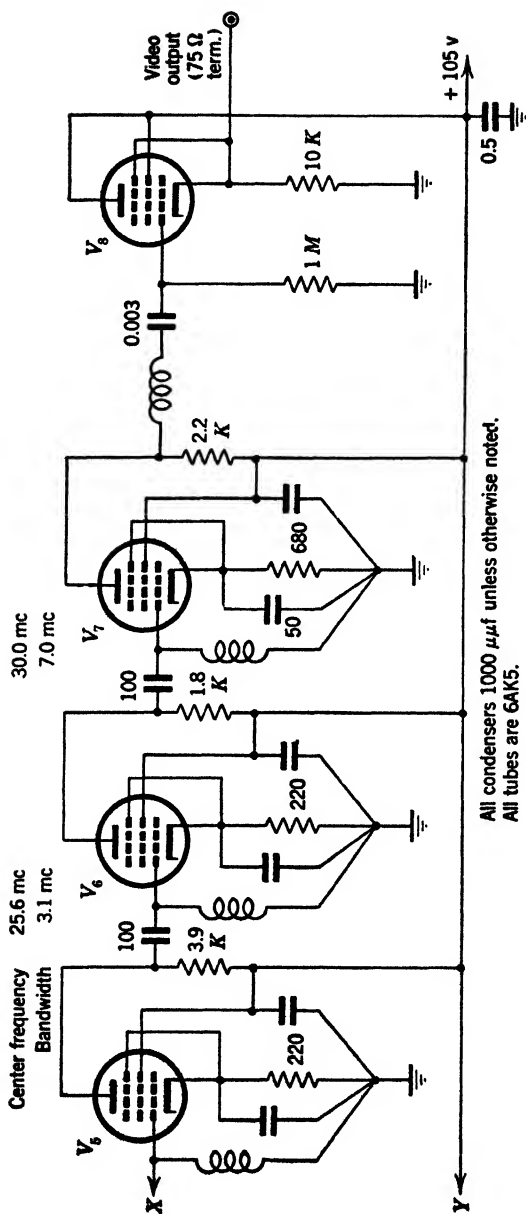 Center frequency 25.6 mc 30.0 mc
Bandwidth 3.1 mc 7.0 mc
Video
output
(75 Ω
term.)
V5
V6
V7
V8
X
100
3.9
K
220
100
1.8
K
220
50
680
2.2
K
0.003
1 M
10 K
+ 105 v
0.5
Y
All condensers 1000 μμf unless otherwise noted.
All tubes are 6AK5.